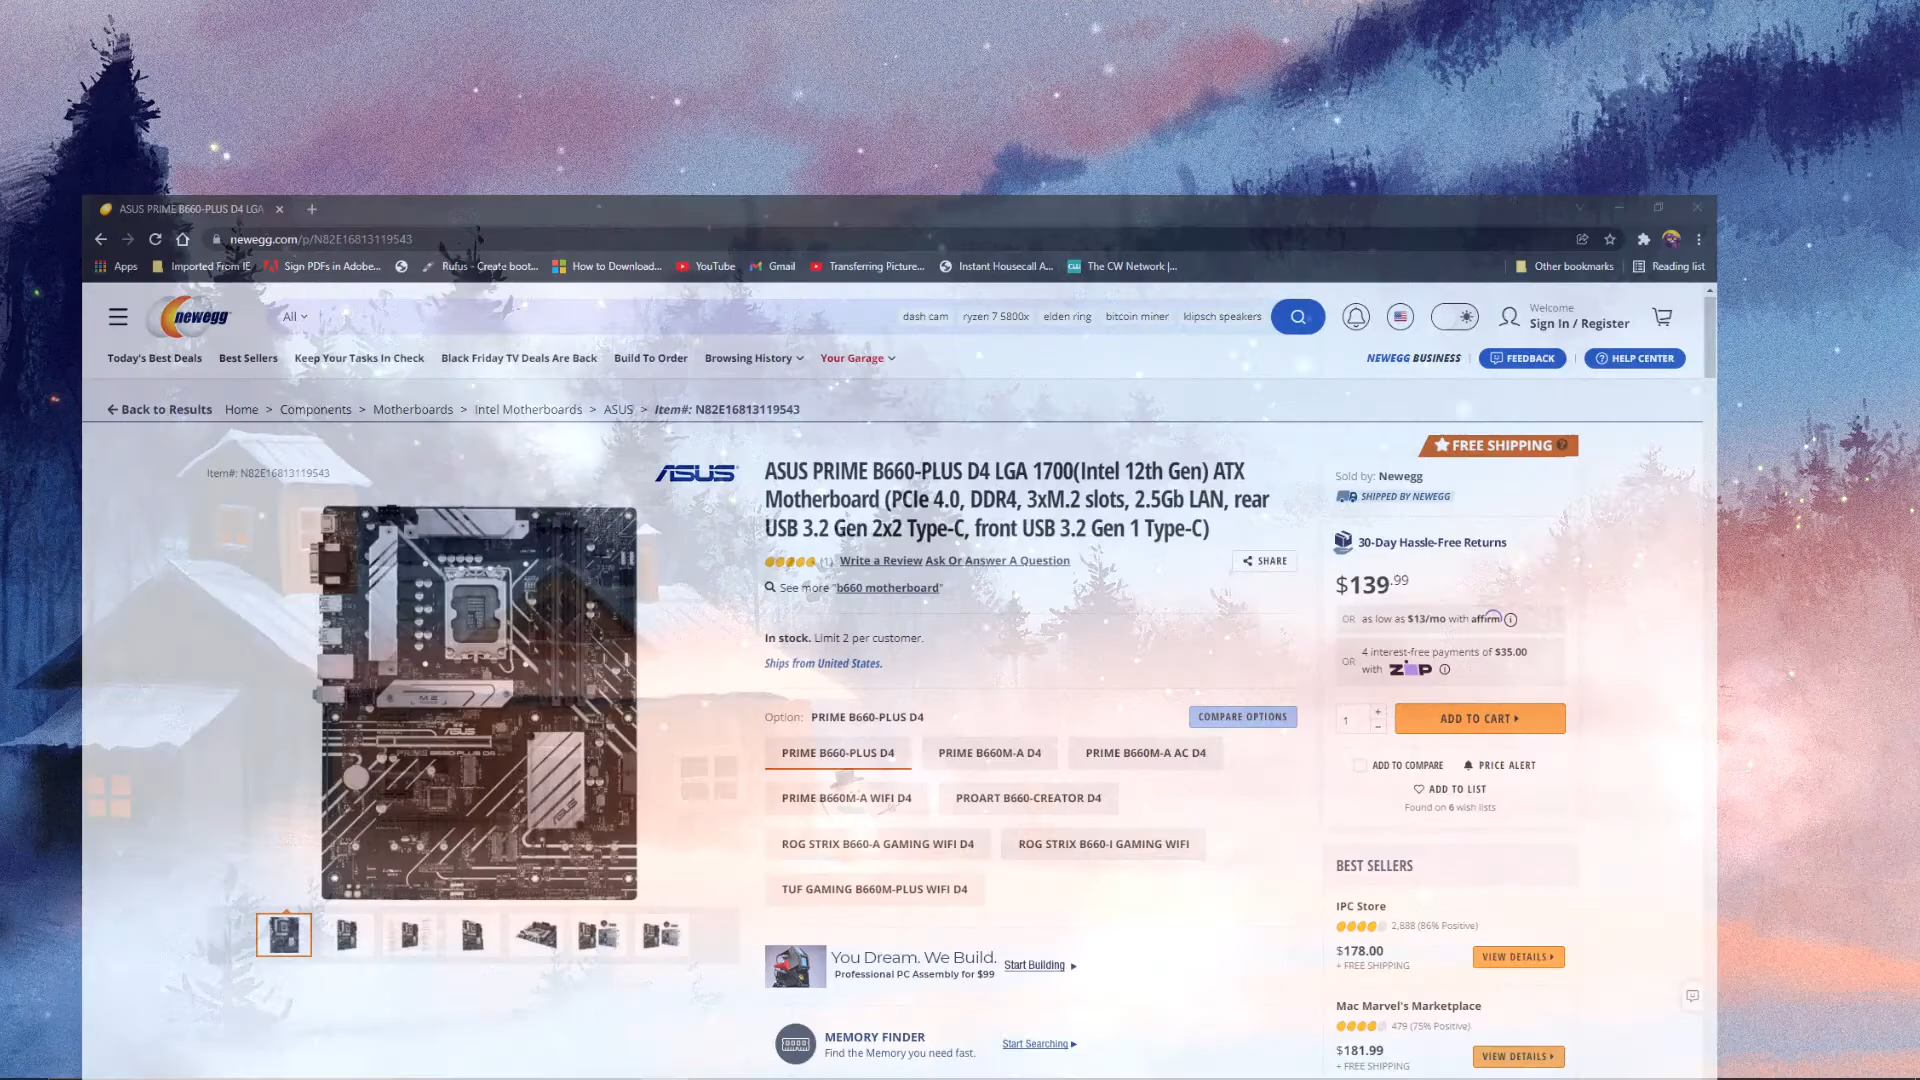 ASUS PRIME B660-PLUS D4 LGA
newegg.com/p/N82E16813119543
Apps Imported From IE Sign PDFs in Adobe... Rufus - Create boot... How to Download... YouTube Gmail Transferring Picture... Instant Housecall A... The CW Network |... Other bookmarks Reading list
newegg All dash cam ryzen 7 5800x elden ring bitcoin miner klipsch speakers Welcome
Sign In / Register
Today's Best Deals Best Sellers Keep Your Tasks In Check Black Friday TV Deals Are Back Build To Order Browsing History Your Garage NEWEGG BUSINESS FEEDBACK HELP CENTER
Back to Results Home > Components > Motherboards > Intel Motherboards > ASUS > Item#: N82E16813119543
Item#: N82E16813119543
ASUS
ASUS PRIME B660-PLUS D4 LGA 1700(Intel 12th Gen) ATX
Motherboard (PCIe 4.0, DDR4, 3xM.2 slots, 2.5Gb LAN, rear
USB 3.2 Gen 2x2 Type-C, front USB 3.2 Gen 1 Type-C)
(1) Write a Review Ask Or Answer A Question
SHARE
See more "b660 motherboard"
In stock. Limit 2 per customer.
Ships from United States.
Option: PRIME B660-PLUS D4
COMPARE OPTIONS
PRIME B660-PLUS D4 PRIME B660M-A D4 PRIME B660M-A AC D4
PRIME B660M-A WIFI D4 PROART B660-CREATOR D4
ROG STRIX B660-A GAMING WIFI D4 ROG STRIX B660-I GAMING WIFI
TUF GAMING B660M-PLUS WIFI D4
You Dream. We Build.
Professional PC Assembly for $99
Start Building
MEMORY FINDER
Find the Memory you need fast.
Start Searching
FREE SHIPPING
Sold by: Newegg
SHIPPED BY NEWEGG
30-Day Hassle-Free Returns
$139.99
OR as low as $13/mo with affirm
OR 4 interest-free payments of $35.00
with ZIP
1 + -
ADD TO CART
ADD TO COMPARE PRICE ALERT
ADD TO LIST
Found on 6 wish lists
BEST SELLERS
IPC Store
2,888 (86% Positive)
$178.00
+ FREE SHIPPING
VIEW DETAILS
Mac Marvel's Marketplace
479 (75% Positive)
$181.99
+ FREE SHIPPING
VIEW DETAILS
M.2
ASUS
PRIME B660-PLUS D4
ASUS